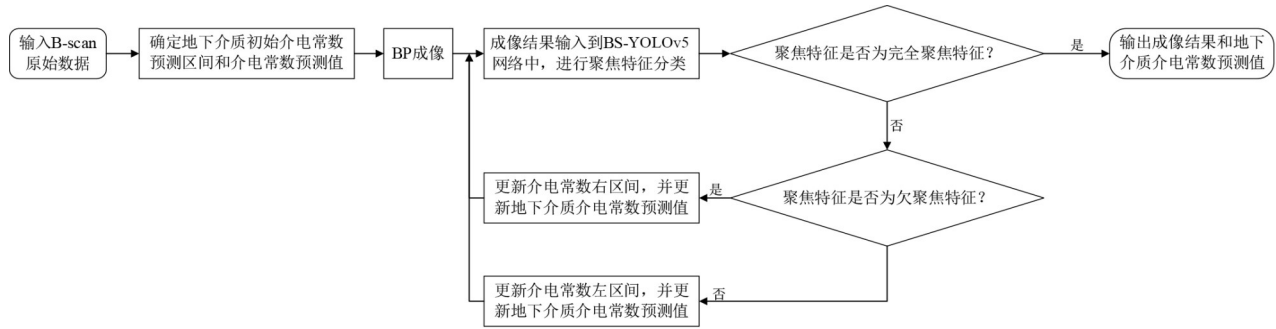 输入B-scan
原始数据
确定地下介质初始介电常数
预测区间和介电常数预测值
BP成像
成像结果输入到BS-YOLOv5
网络中，进行聚焦特征分类
聚焦特征是否为完全聚焦特征？
是
输出成像结果和地下
介质介电常数预测值
否
聚焦特征是否为欠聚焦特征？
是
更新介电常数右区间，并更
新地下介质介电常数预测值
否
更新介电常数左区间，并更
新地下介质介电常数预测值